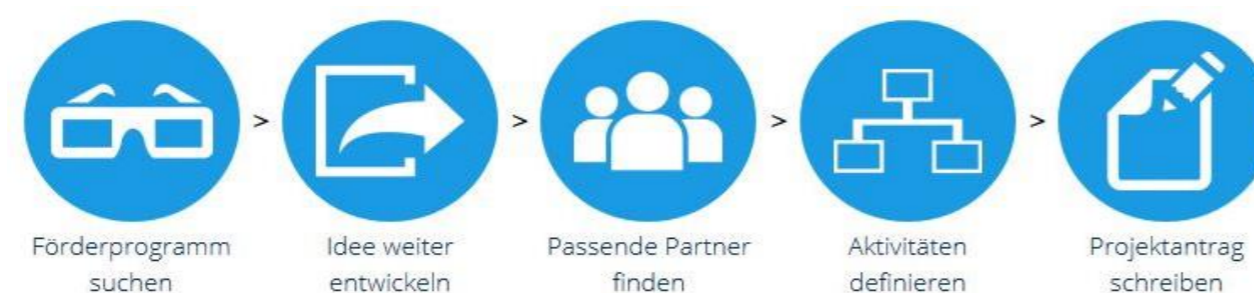 > > > >
Förderprogramm Idee weiter Passende Partner Aktivitäten Projektantrag
suchen entwickeln finden definieren schreiben